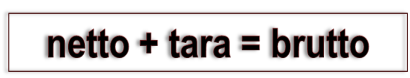 netto + tara = brutto